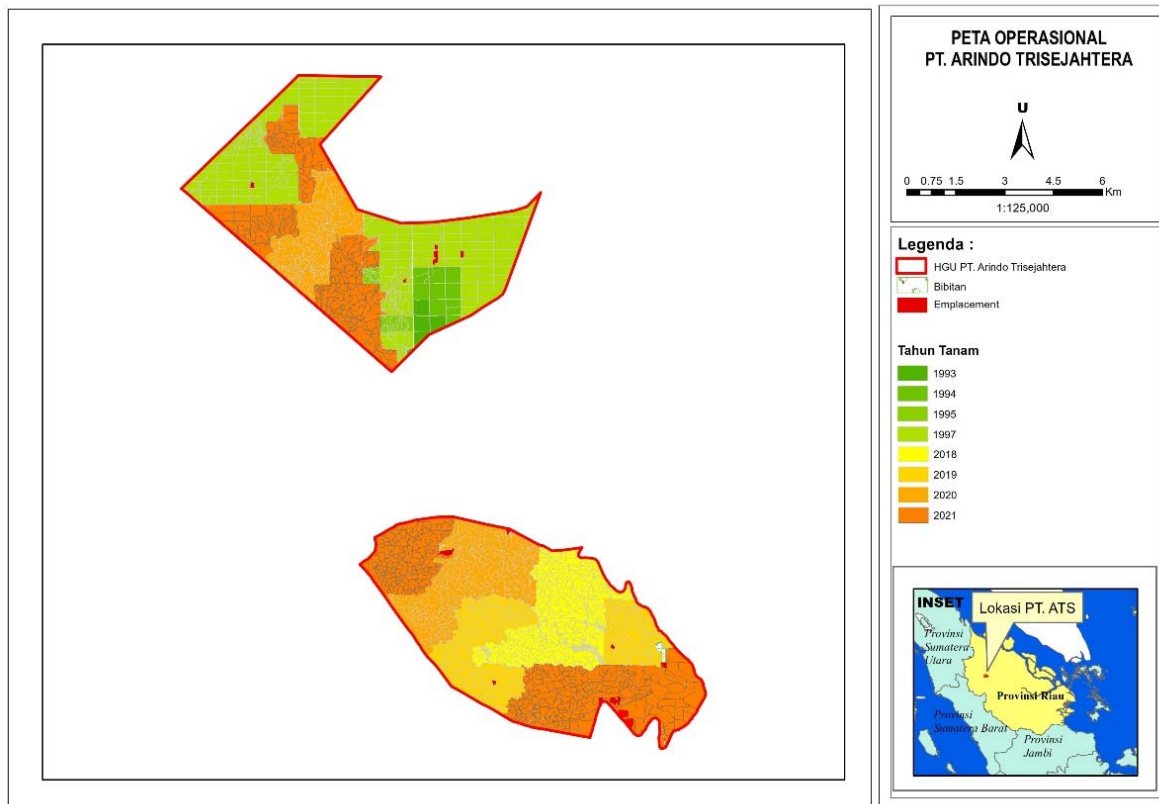 PETA OPERASIONAL
PT. ARINDO TRISEJAHTERA
U
0 0.75 1.5 3 4.5 6
Km
1:125,000
Legenda :
HGU PT. Arindo Trisejahtera
Bibitan
Emplacement
Tahun Tanam
1993
1994
1995
1997
2018
2019
2020
2021
INSET
Lokasi PT. ATS
Provinsi
Sumatera
Utara
Provinsi Riau
Provinsi
Sumatera Barat
Provinsi
Jambi